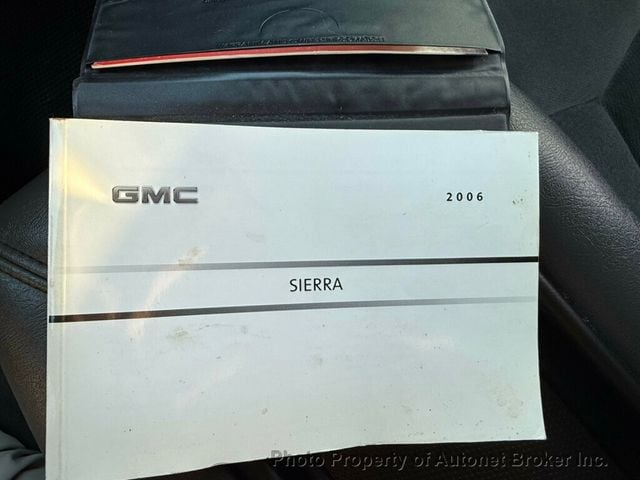 GMC
2006
SIERRA
Photo Property of Autonet Broker Inc.